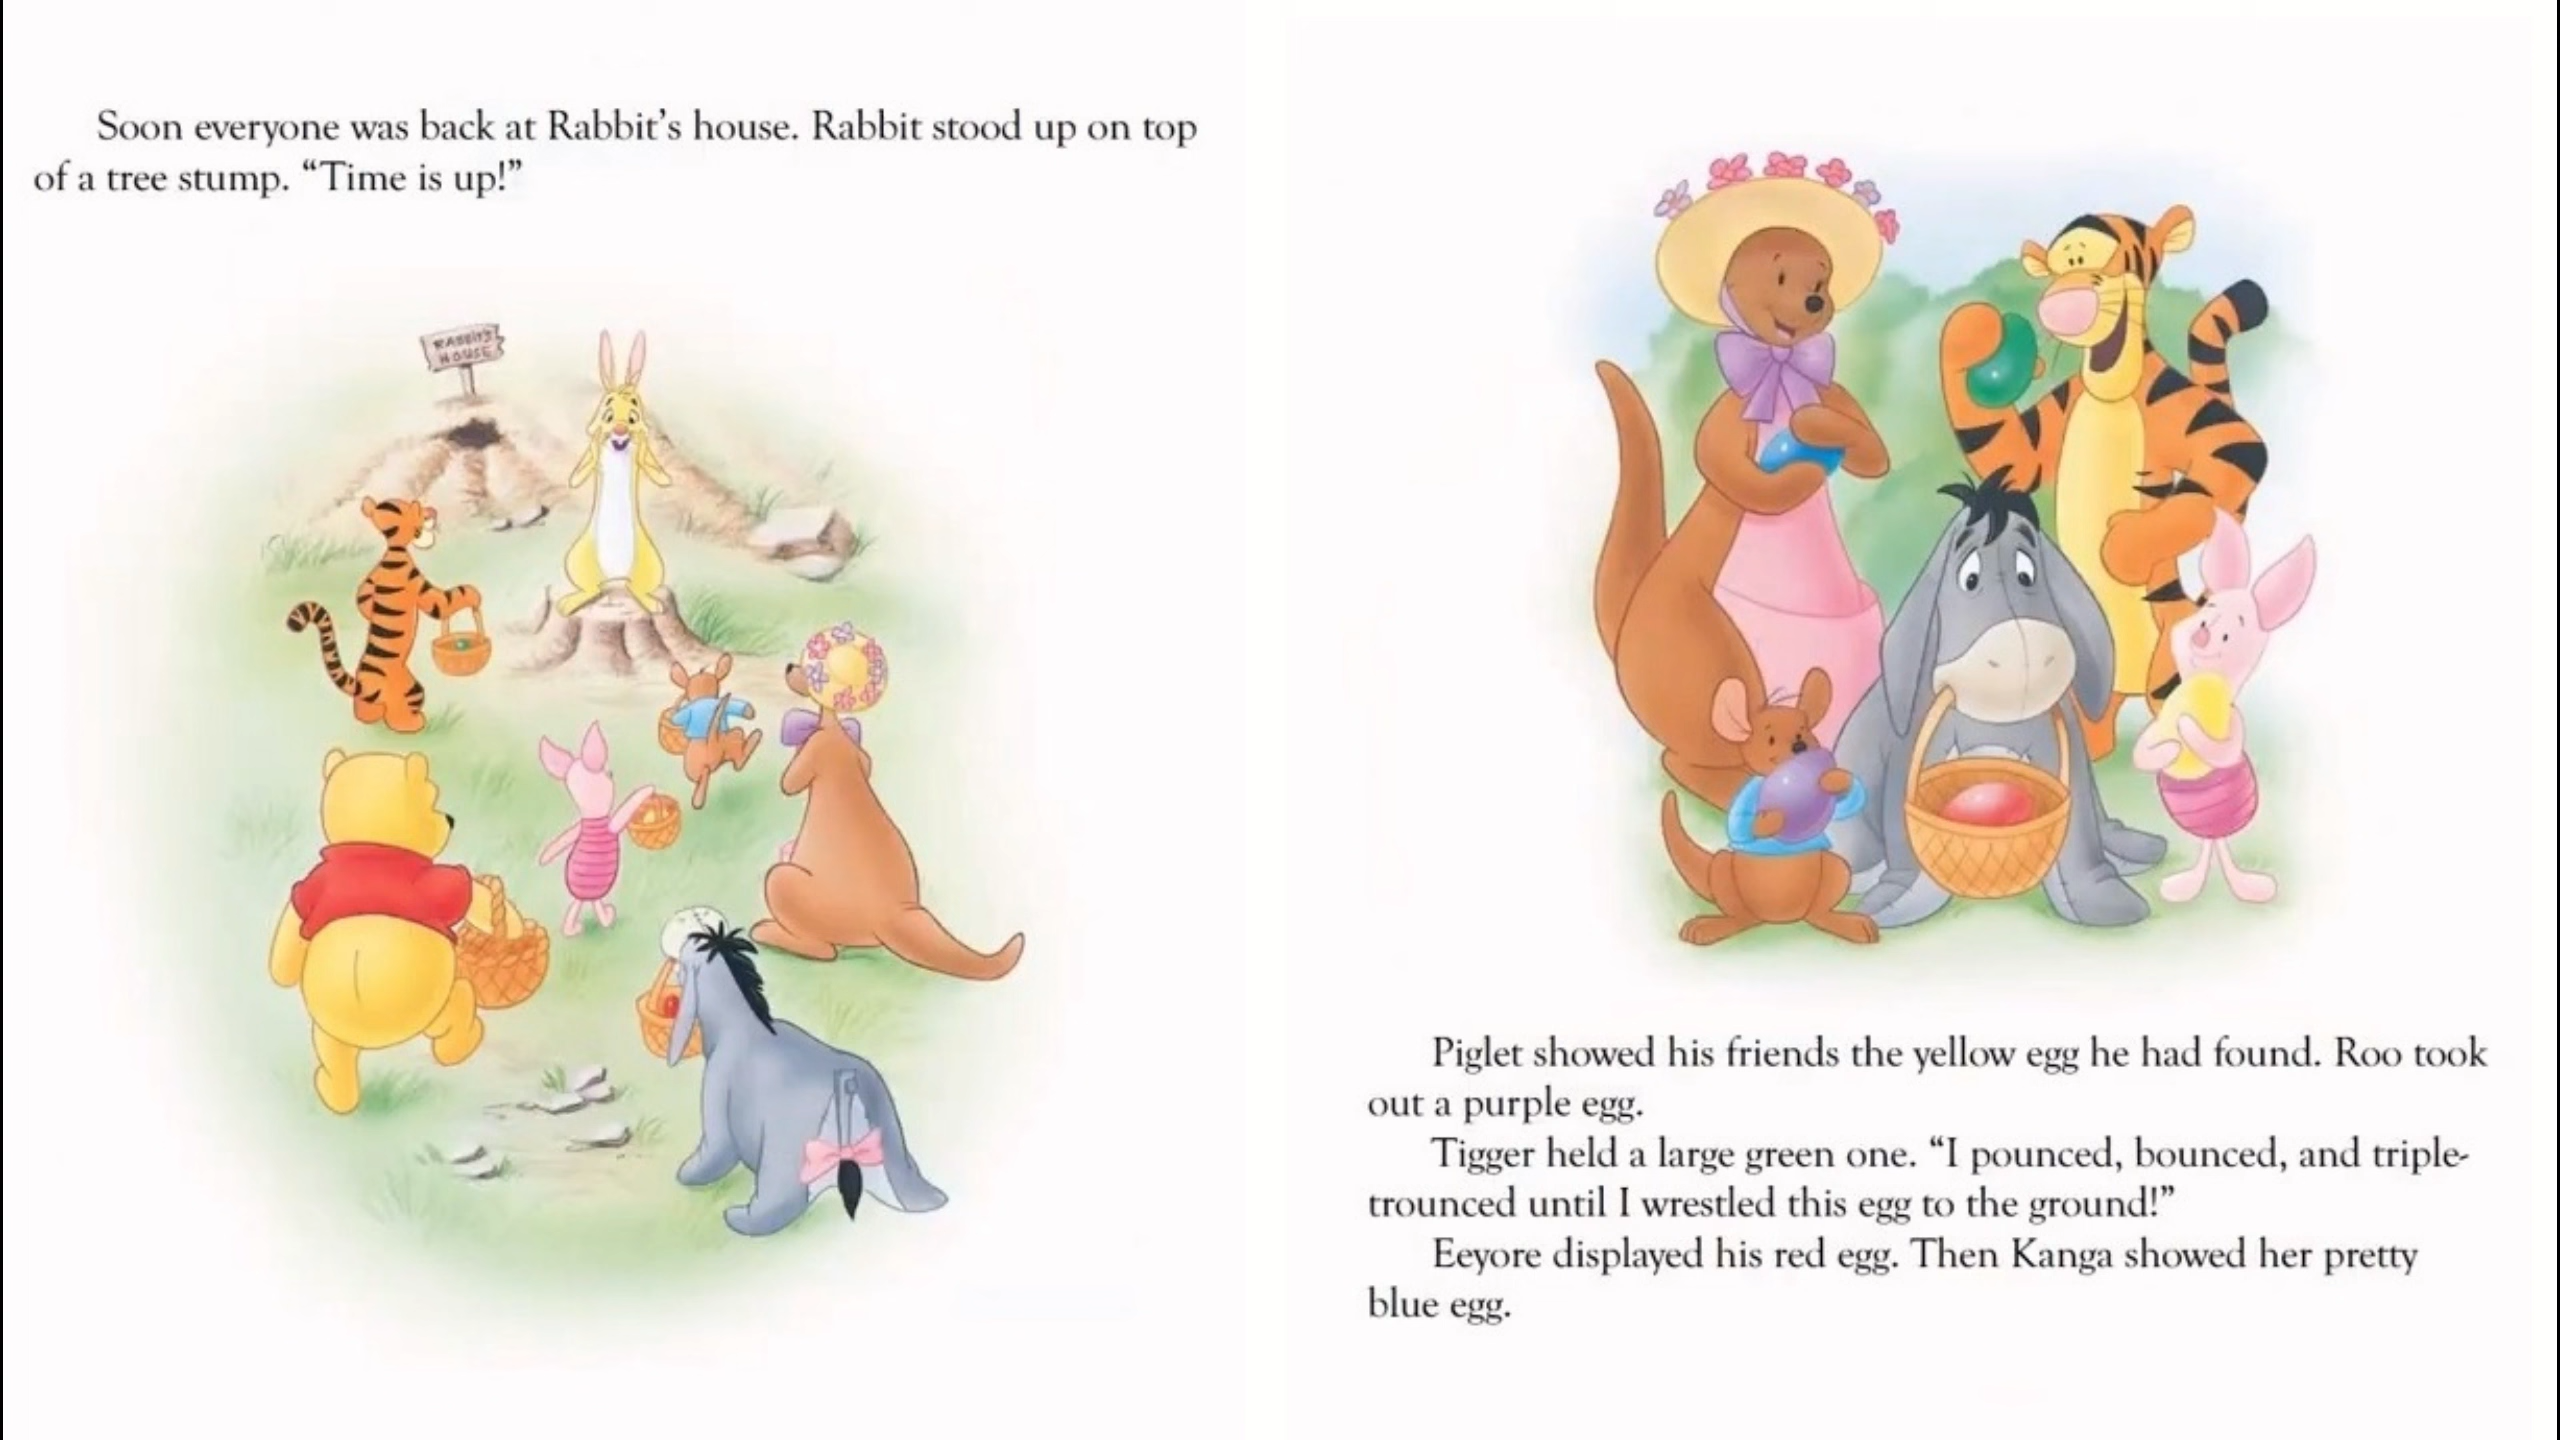 Soon everyone was back at Rabbit’s house. Rabbit stood up on top
of a tree stump. “Time is up!”
RABBIT'S
HOUSE
Piglet showed his friends the yellow egg he had found. Roo took
out a purple egg.
Tigger held a large green one. “I pounced, bounced, and triple-
trounced until I wrestled this egg to the ground!”
Eeyore displayed his red egg. Then Kanga showed her pretty
blue egg.